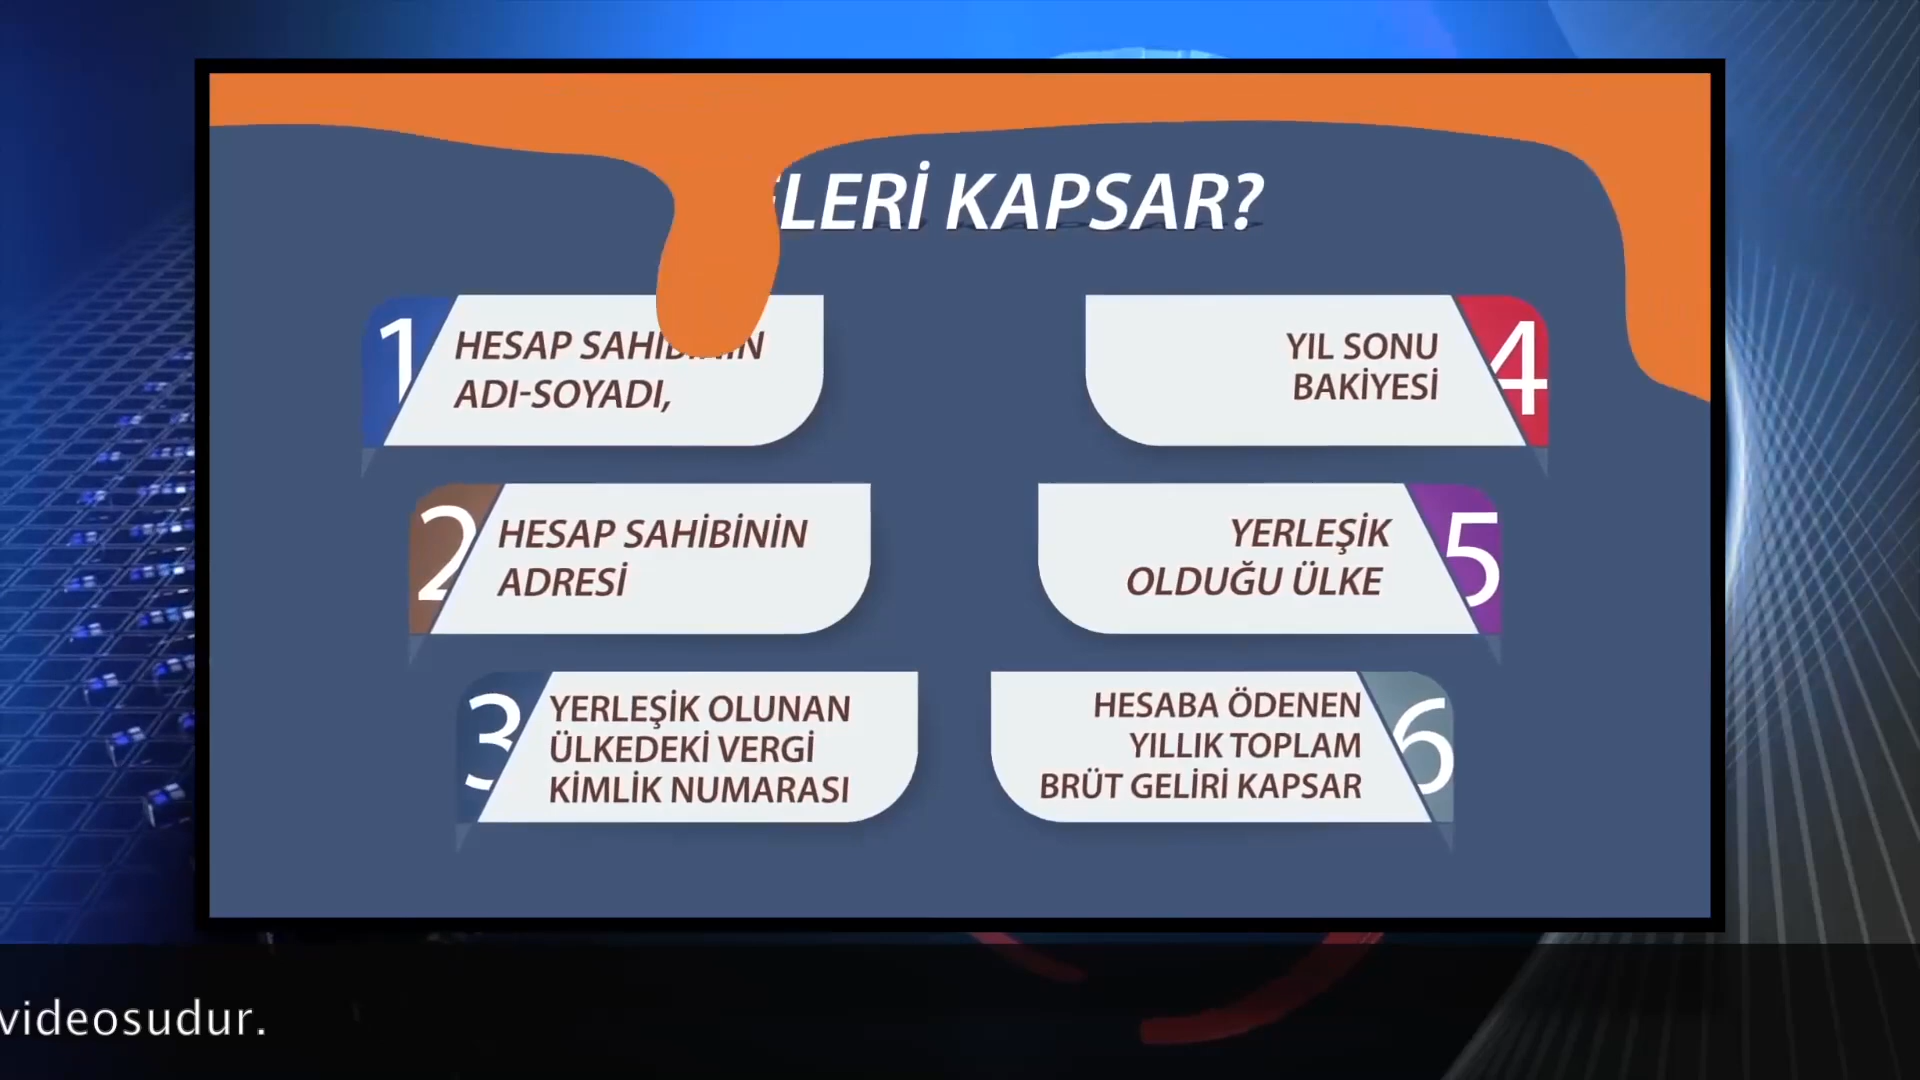 KAPSAR?
1
HESAP
ADI-SOYADI,
2
HESAP SAHİBİNİN
ADRESİ
3
YERLEŞİK OLUNAN
ÜLKEDEKİ VERGİ
KİMLİK NUMARASI
YIL SONU
BAKİYESİ
4
YERLEŞİK
OLDUĞU ÜLKE
5
HESABA ÖDENEN
YILLIK TOPLAM
BRÜT GELİRİ KAPSAR
6
videosudur.